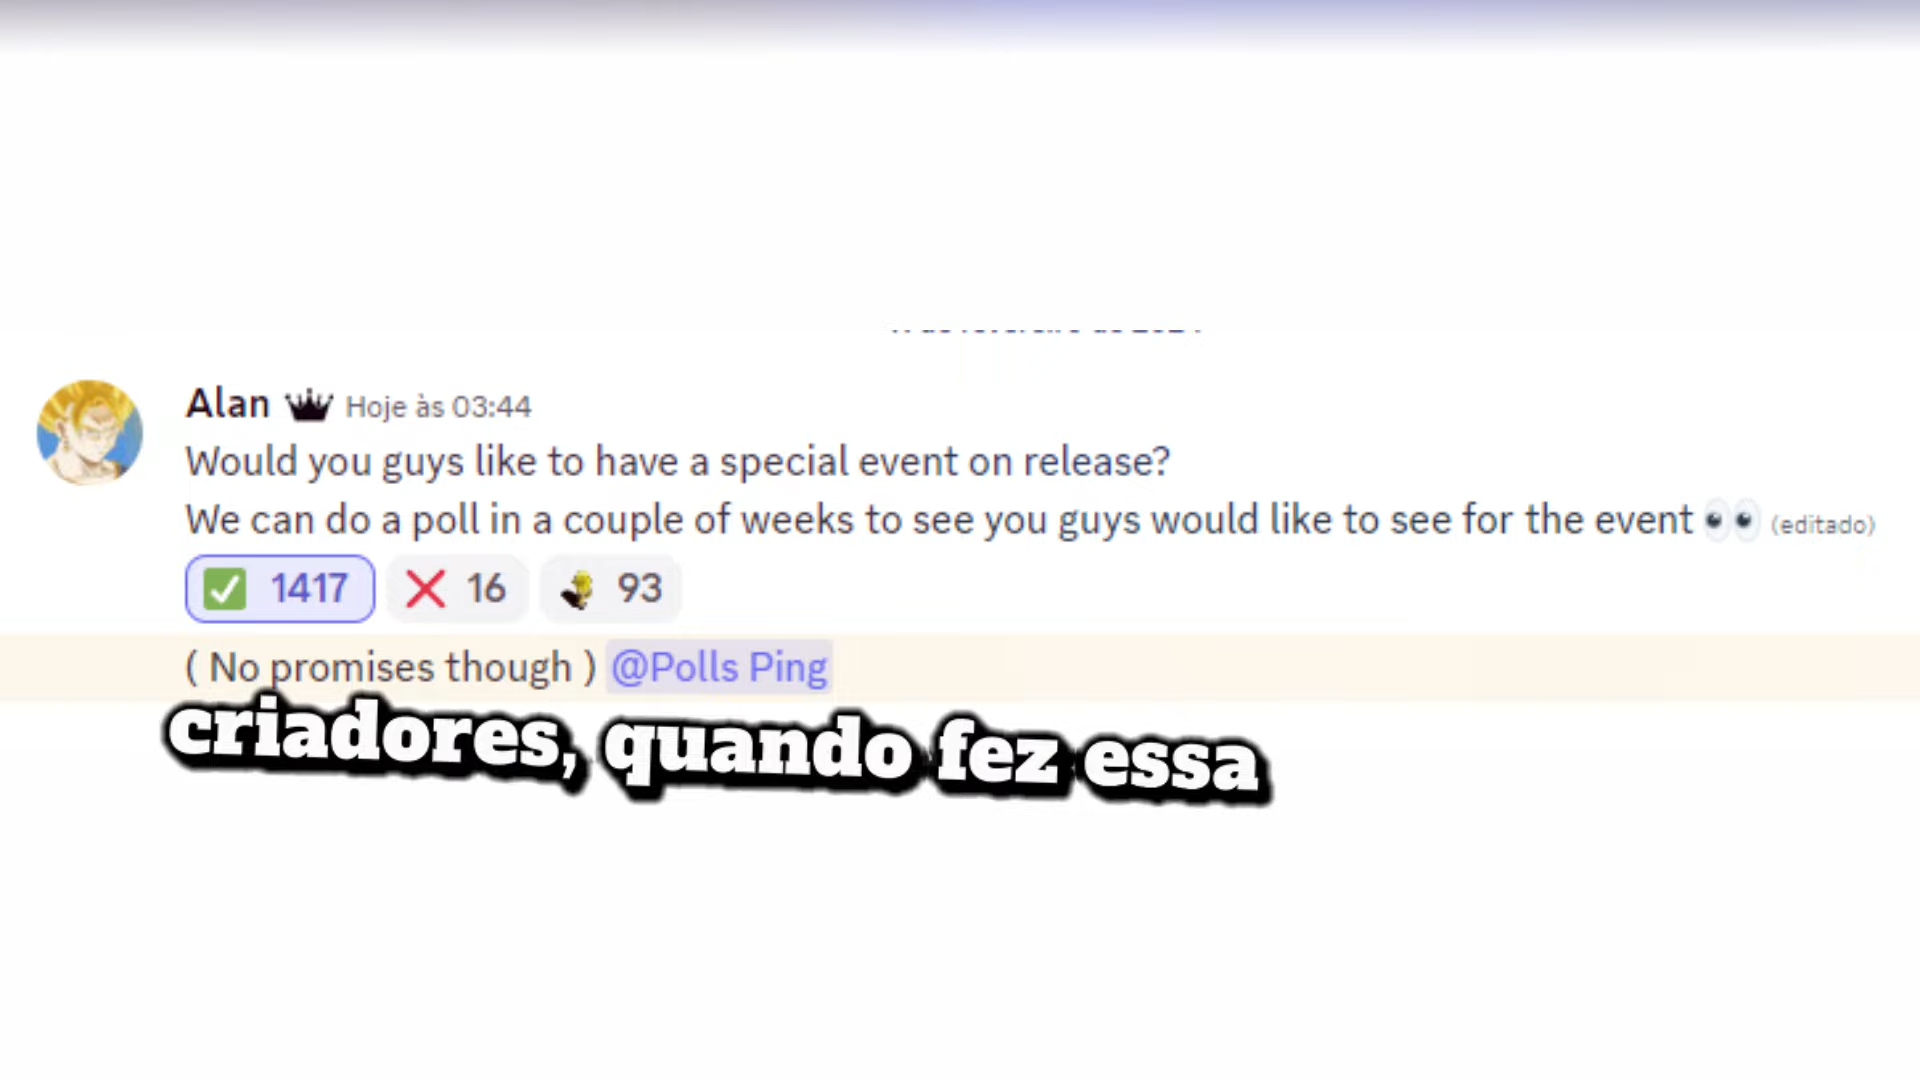 Alan Hoje às 03:44
Would you guys like to have a special event on release?
We can do a poll in a couple of weeks to see you guys would like to see for the event 👀 (editado)
✅ 1417 ❌ 16 93
( No promises though ) @Polls Ping
criadores, quando fez essa